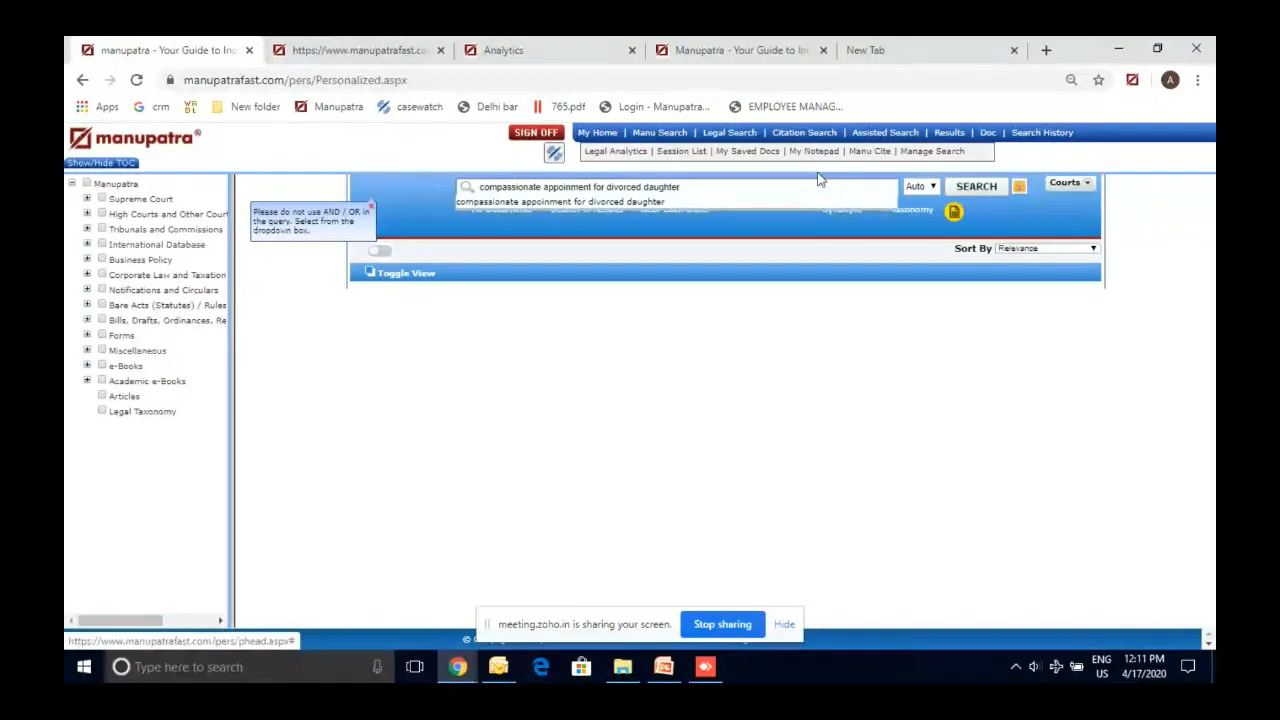 manupatra - Your Guide to Ind
https://www.manupatrafast.co
Analytics
Manupatra - Your Guide to In
New Tab
manupatrafast.com/pers/Personalized.aspx
A
Apps
crm
New folder
Manupatra
casewatch
Delhi bar
765.pdf
Login - Manupatra...
EMPLOYEE MANAG...
manupatra®
SIGN OFF
My Home | Manu Search | Legal Search | Citation Search | Assisted Search | Results | Doc | Search History
Legal Analytics | Session List | My Saved Docs | My Notepad | Manu Cite | Manage Search
Show/Hide TOC
Manupatra
Supreme Court
High Courts and Other Court
Tribunals and Commissions
International Database
Business Policy
Corporate Law and Taxation
Notifications and Circulars
Bare Acts (Statutes) / Rules
Bills, Drafts, Ordinances, Re
Forms
Miscellaneous
e-Books
Academic e-Books
Articles
Legal Taxonomy
Please do not use AND / OR in
the query. Select from the
dropdown box.
compassionate appoinment for divorced daughter
Auto
SEARCH
Courts
compassionate appoinment for divorced daughter
Taxonomy
Sort By
Relevance
Toggle View
meeting.zoho.in is sharing your screen.
Stop sharing
Hide
https://www.manupatrafast.com/pers/phead.aspx#
©
Type here to search
ENG
US
12:11 PM
4/17/2020